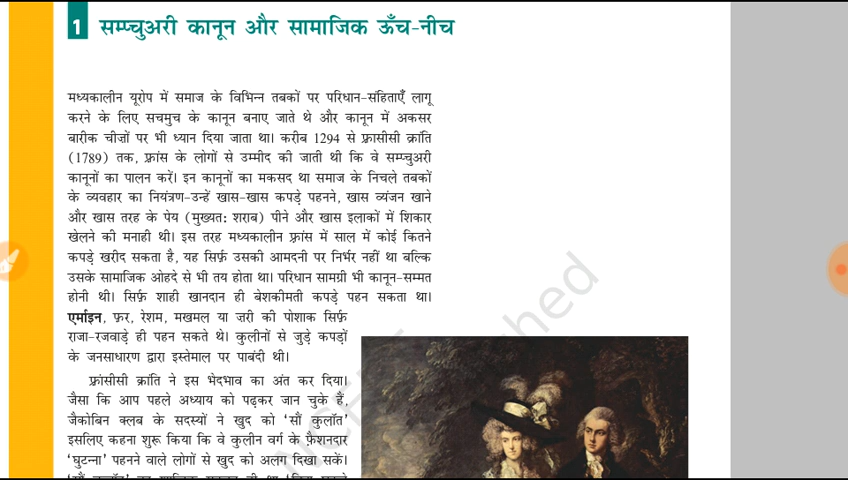 1 सम्प्चुअरी कानून और सामाजिक ऊँच-नीच
मध्यकालीन यूरोप में समाज के विभिन्न तबकों पर परिधान-संहिताएँ लागू
करने के लिए सचमुच के कानून बनाए जाते थे और कानून में अकसर
बारीक चीज़ों पर भी ध्यान दिया जाता था। करीब 1294 से फ़्रासीसी क्रांति
(1789) तक, फ़्रांस के लोगों से उम्मीद की जाती थी कि वे सम्प्चुअरी
कानूनों का पालन करें। इन कानूनों का मकसद था समाज के निचले तबकों
के व्यवहार का नियंत्रण-उन्हें खास-खास कपड़े पहनने, खास व्यंजन खाने
और खास तरह के पेय (मुख्यत: शराब) पीने और खास इलाकों में शिकार
खेलने की मनाही थी। इस तरह मध्यकालीन फ़्रांस में साल में कोई कितने
कपड़े खरीद सकता है, यह सिर्फ़ उसकी आमदनी पर निर्भर नहीं था बल्कि
उसके सामाजिक ओहदे से भी तय होता था। परिधान सामग्री भी कानून-सम्मत
होनी थी। सिर्फ़ शाही खानदान ही बेशकीमती कपड़े पहन सकता था।
एर्माइन, फ़र, रेशम, मखमल या ज़री की पोशाक सिर्फ़
राजा-रजवाड़े ही पहन सकते थे। कुलीनों से जुड़े कपड़ों
के जनसाधारण द्वारा इस्तेमाल पर पाबंदी थी।
फ़्रांसीसी क्रांति ने इस भेदभाव का अंत कर दिया।
जैसा कि आप पहले अध्याय को पढ़कर जान चुके हैं,
जैकोबिन क्लब के सदस्यों ने खुद को 'सौं कुलॉत'
इसलिए कहना शुरू किया कि वे कुलीन वर्ग के फ़ैशनदार
'घुटन्ना' पहनने वाले लोगों से खुद को अलग दिखा सकें।